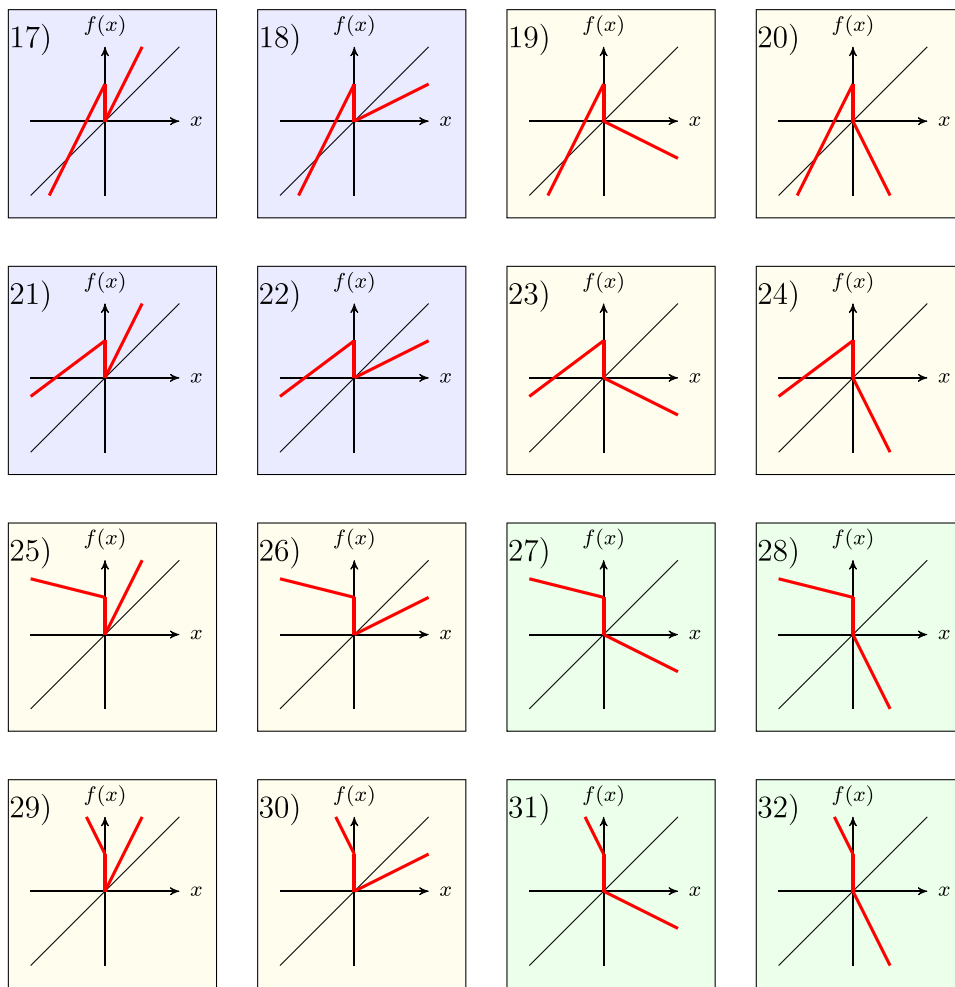 17) f(x) x
18) f(x) x
19) f(x) x
20) f(x) x
21) f(x) x
22) f(x) x
23) f(x) x
24) f(x) x
25) f(x) x
26) f(x) x
27) f(x) x
28) f(x) x
29) f(x) x
30) f(x) x
31) f(x) x
32) f(x) x